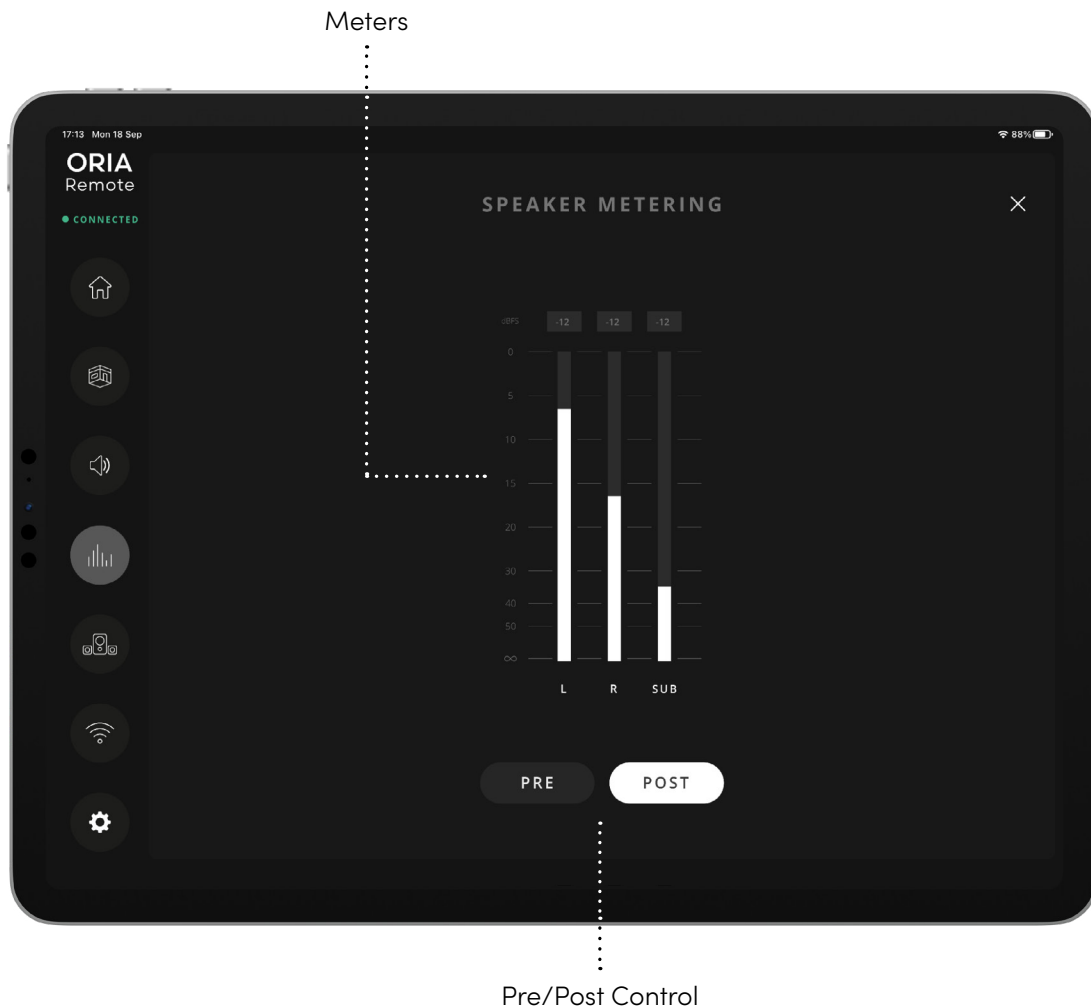 Meters
17:13 Mon 18 Sep
88%
ORIA
Remote
CONNECTED
SPEAKER METERING
dBFS -12 -12 -12
0
5
10
15
20
30
40
50
∞
L R SUB
PRE POST
Pre/Post Control